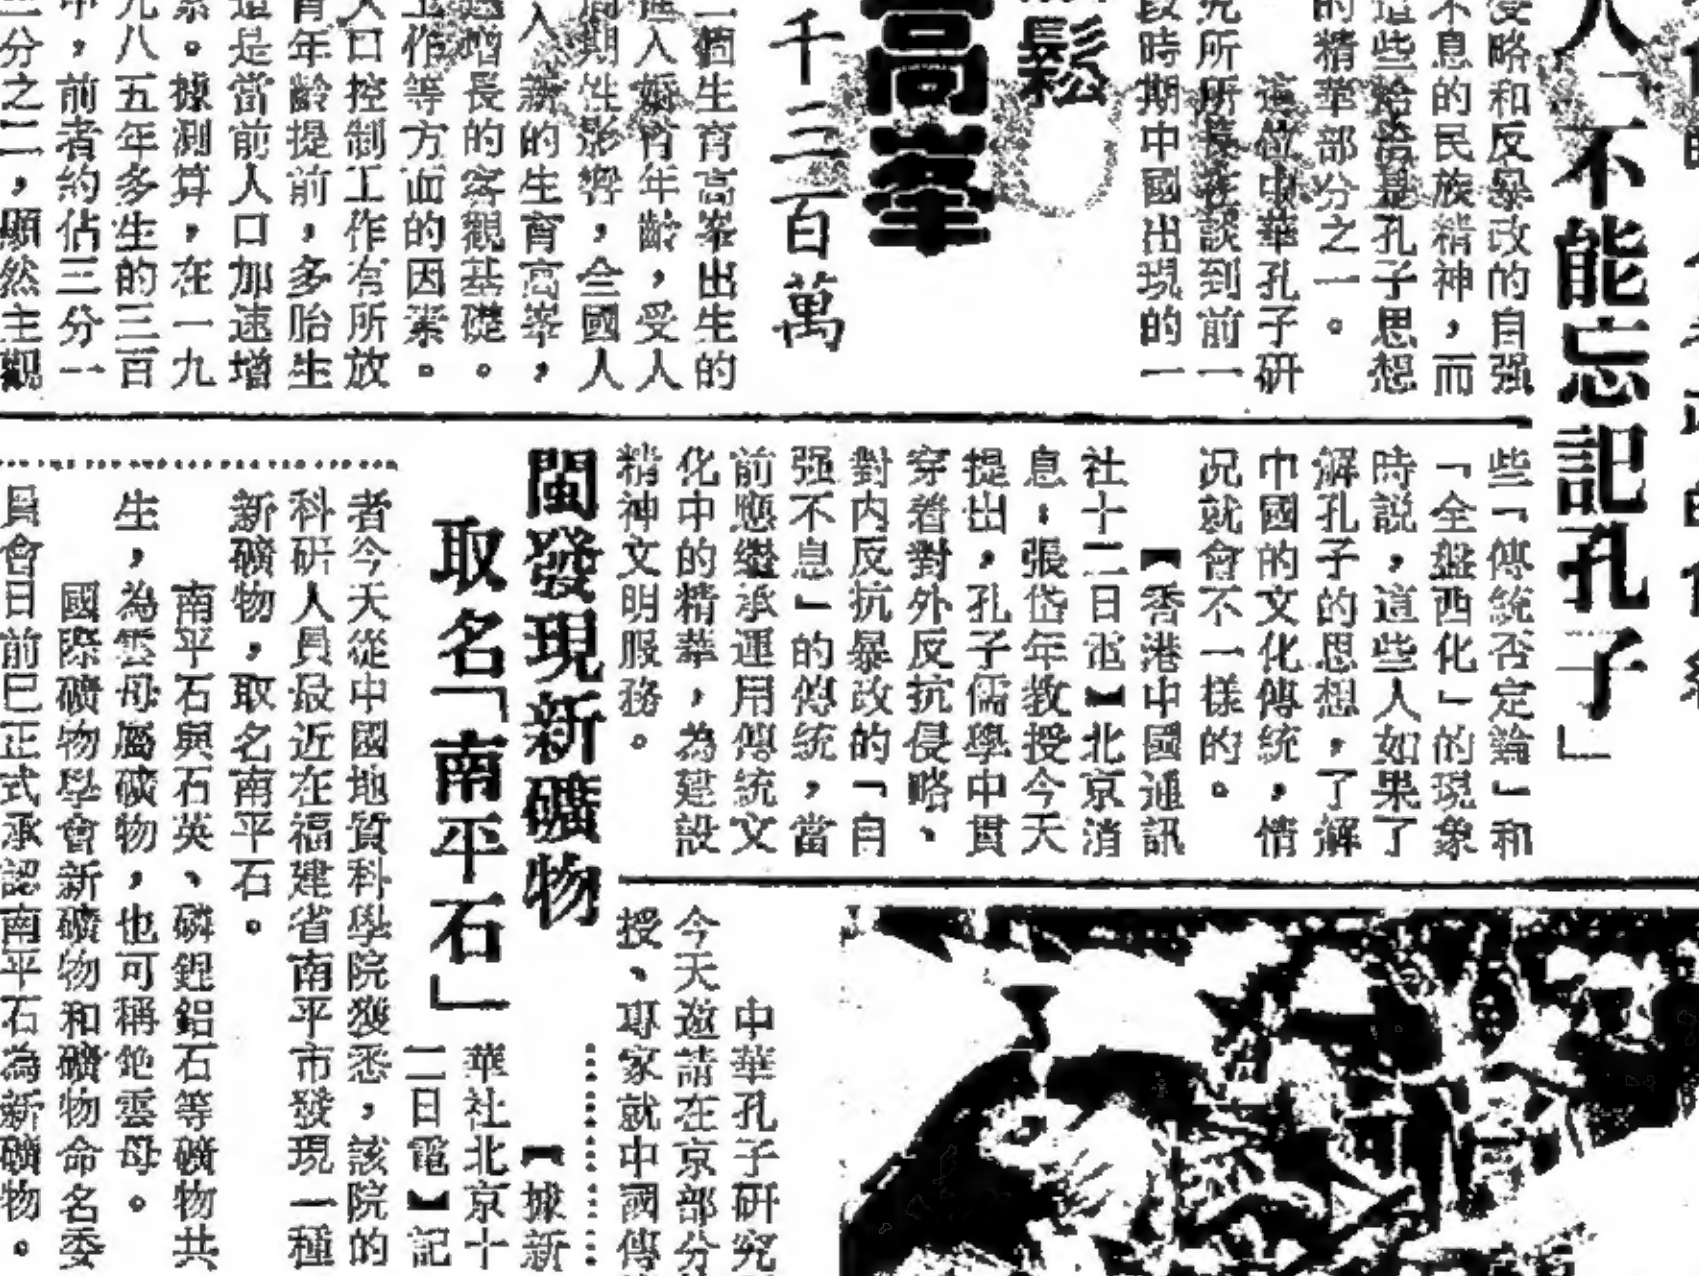 人「不能忘記孔子」
侵略和反暴政的自强
不息的民族精神，而
這些恰恰是孔子思想
的精華部分之一。
這位中華孔子研
究所所長在談到前一
段時期中國出現的一
些「傳統否定論」和
「全盤西化」的現象
時説，這些人如果了
解孔子的思想，了解
中國的文化傳統，情
况就會不一樣的。
【香港中國通訊
社十二日電】北京消
息：張岱年教授今天
提出，孔子儒學中貫
穿着對外反抗侵略、
對内反抗暴政的「自
强不息」的傳統，當
前應繼承運用傳統文
化中的精華，為建設
精神文明服務。
中華孔子研究
今天邀請在京部分
授、專家就中國傳
鬆
高峯
千三百萬
個生育高峯出生的
進入婚育年齡，受人
周期性影響，全國人
入新的生育高峯，
增長的客觀基礎。
工作等方面的因素。
人口控制工作有所放
育年齡提前，多胎生
還是當前人口加速增
素。據測算，在一九
九八五年多生的三百
中，前者約佔三分一
三分之二，顯然主觀
閩發現新礦物
取名「南平石」
【據新
華社北京十
二日電】記
者今天從中國地質科學院獲悉，該院的
科研人員最近在福建省南平市發現一種
新礦物，取名南平石。
南平石與石英、磷鋰鋁石等礦物共
生，為雲母屬礦物，也可稱銫雲母。
國際礦物學會新礦物和礦物命名委
員會日前已正式承認南平石為新礦物。